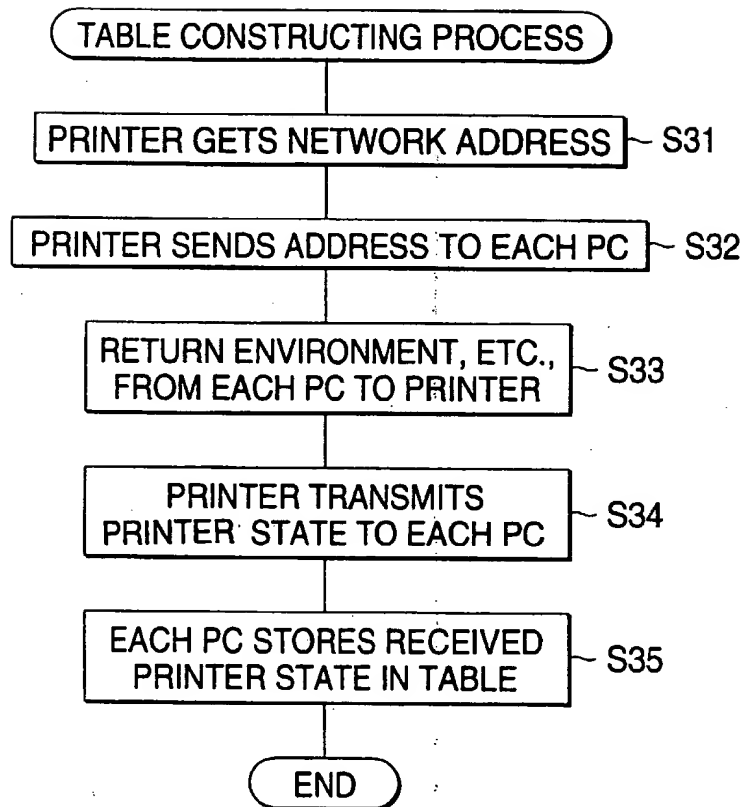 TABLE CONSTRUCTING PROCESS
PRINTER GETS NETWORK ADDRESS
S31
PRINTER SENDS ADDRESS TO EACH PC
S32
RETURN ENVIRONMENT, ETC.,
FROM EACH PC TO PRINTER
S33
PRINTER TRANSMITS
PRINTER STATE TO EACH PC
S34
EACH PC STORES RECEIVED
PRINTER STATE IN TABLE
S35
END